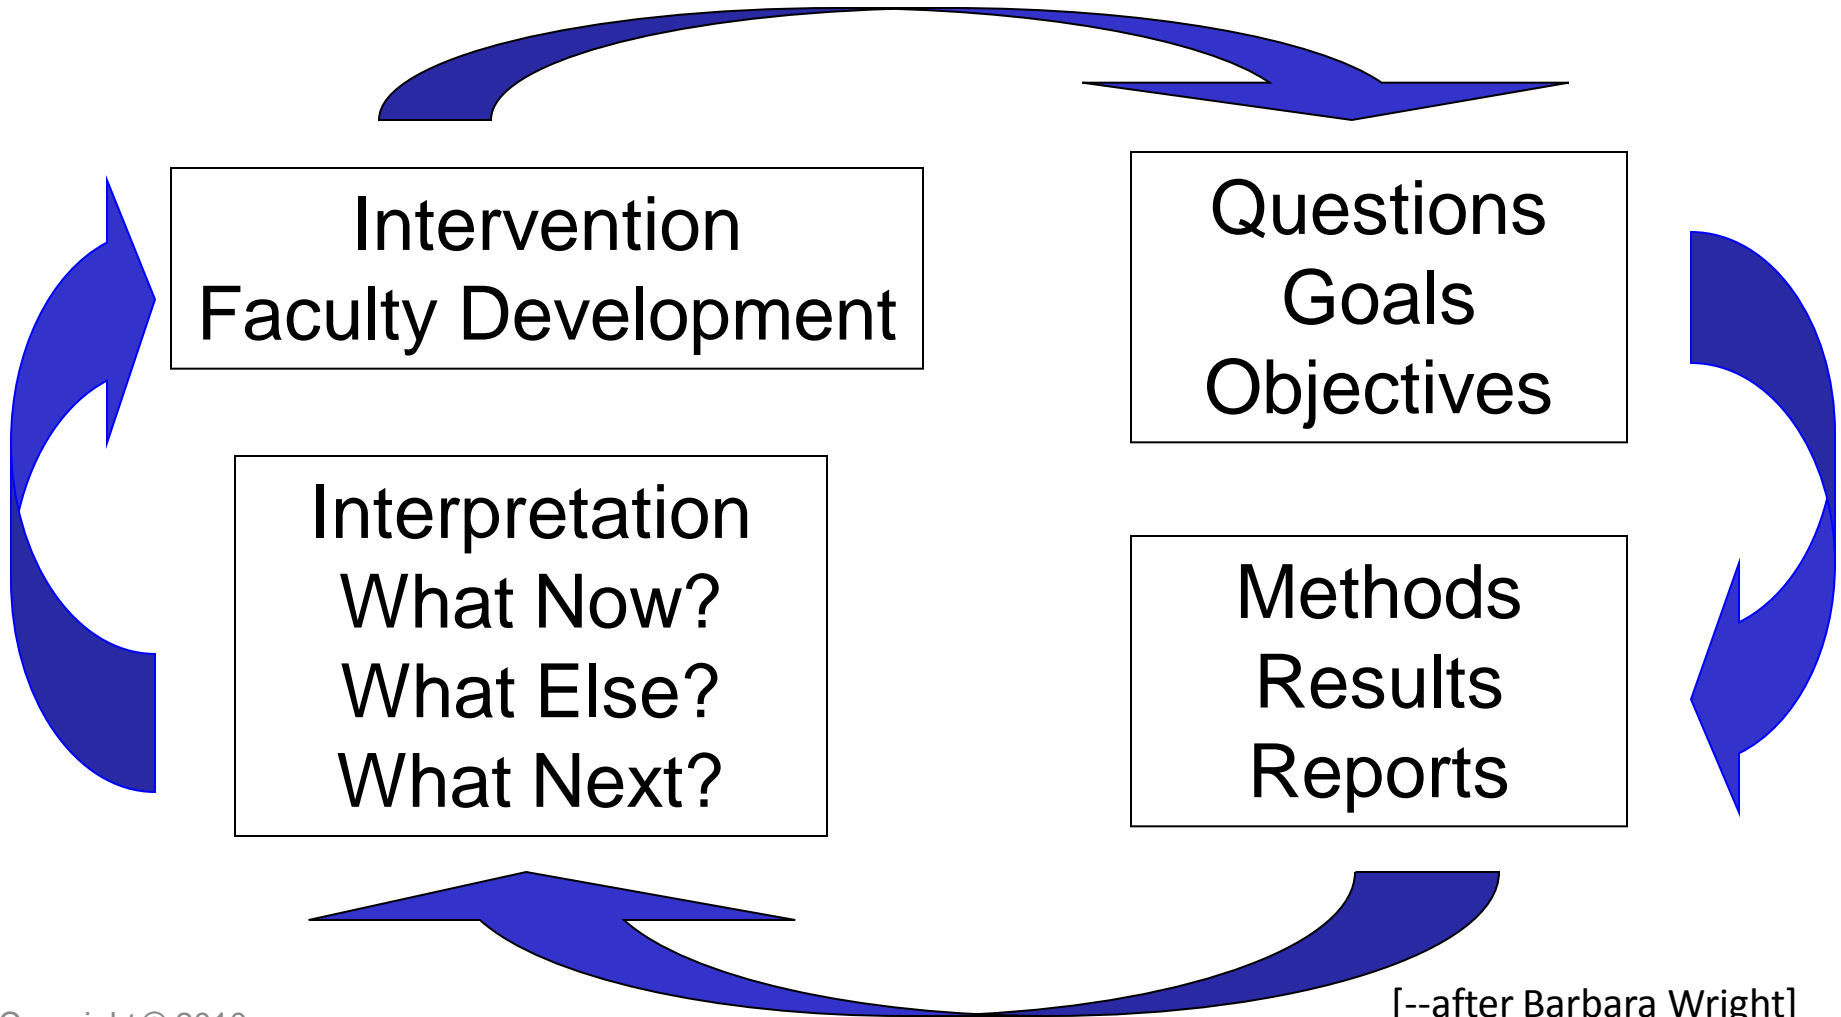 Intervention
Faculty Development
Questions
Goals
Objectives
Interpretation
What Now?
What Else?
What Next?
Methods
Results
Reports
[--after Barbara Wright]
Copyright ©